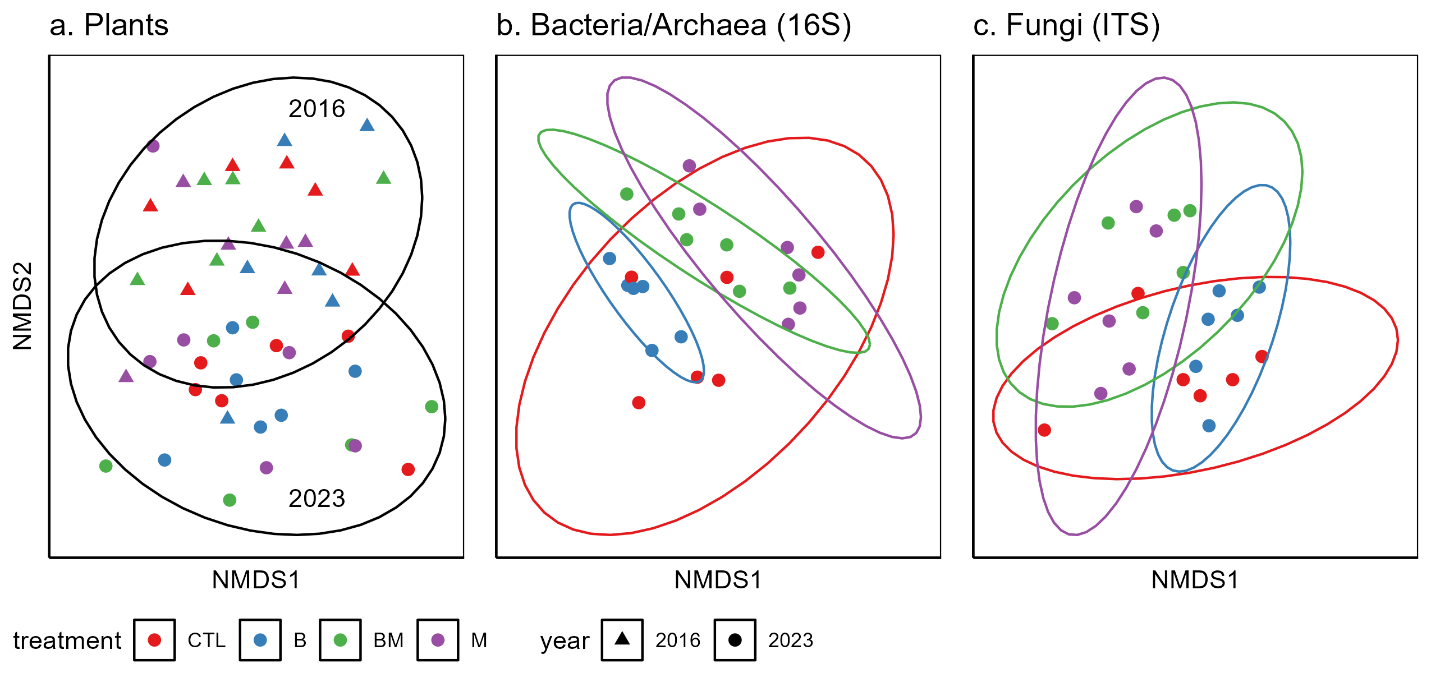 a. Plants
b. Bacteria/Archaea (16S)
c. Fungi (ITS)
2016
NMDS2
2023
NMDS1
NMDS1
NMDS1
treatment CTL B BM M year 2016 2023